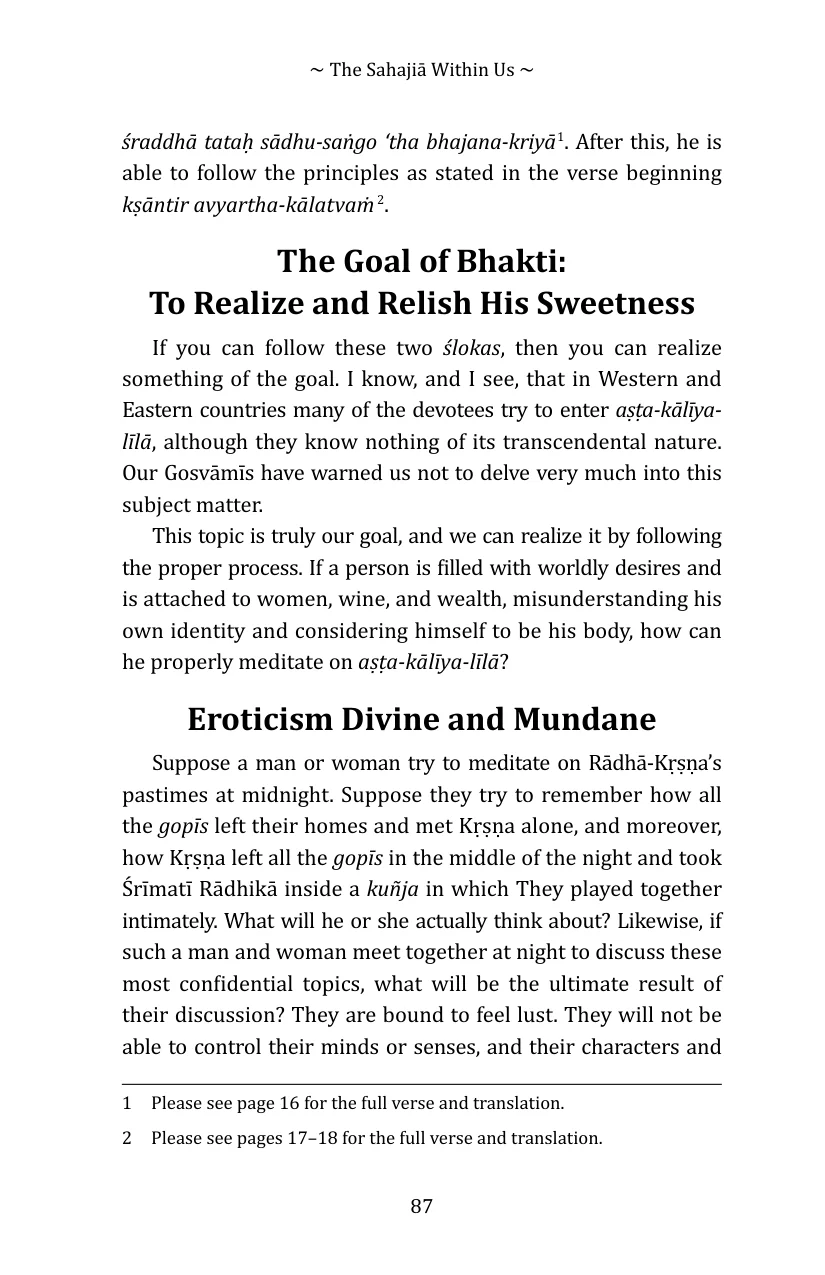 ~ The Sahajiā Within Us ~
śraddhā tataḥ sādhu-saṅgo ‘tha bhajana-kriyā¹. After this, he is
able to follow the principles as stated in the verse beginning
kṣāntir avyartha-kālatvaṁ².
The Goal of Bhakti:
To Realize and Relish His Sweetness
If you can follow these two ślokas, then you can realize
something of the goal. I know, and I see, that in Western and
Eastern countries many of the devotees try to enter aṣṭa-kālīya-
līlā, although they know nothing of its transcendental nature.
Our Gosvāmīs have warned us not to delve very much into this
subject matter.
This topic is truly our goal, and we can realize it by following
the proper process. If a person is filled with worldly desires and
is attached to women, wine, and wealth, misunderstanding his
own identity and considering himself to be his body, how can
he properly meditate on aṣṭa-kālīya-līlā?
Eroticism Divine and Mundane
Suppose a man or woman try to meditate on Rādhā-Kṛṣṇa’s
pastimes at midnight. Suppose they try to remember how all
the gopīs left their homes and met Kṛṣṇa alone, and moreover,
how Kṛṣṇa left all the gopīs in the middle of the night and took
Śrīmatī Rādhikā inside a kuñja in which They played together
intimately. What will he or she actually think about? Likewise, if
such a man and woman meet together at night to discuss these
most confidential topics, what will be the ultimate result of
their discussion? They are bound to feel lust. They will not be
able to control their minds or senses, and their characters and
1 Please see page 16 for the full verse and translation.
2 Please see pages 17–18 for the full verse and translation.
87